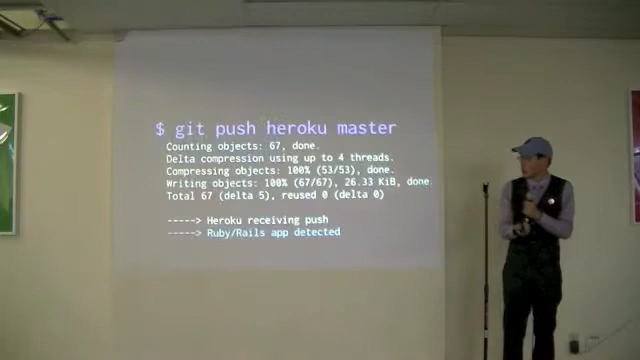 $ git push heroku master
Counting objects: 67, done.
Delta compression using up to 4 threads.
Compressing objects: 100% (53/53), done.
Writing objects: 100% (67/67), 26.33 KiB, done.
Total 67 (delta 5), reused 0 (delta 0)
-----> Heroku receiving push
-----> Ruby/Rails app detected